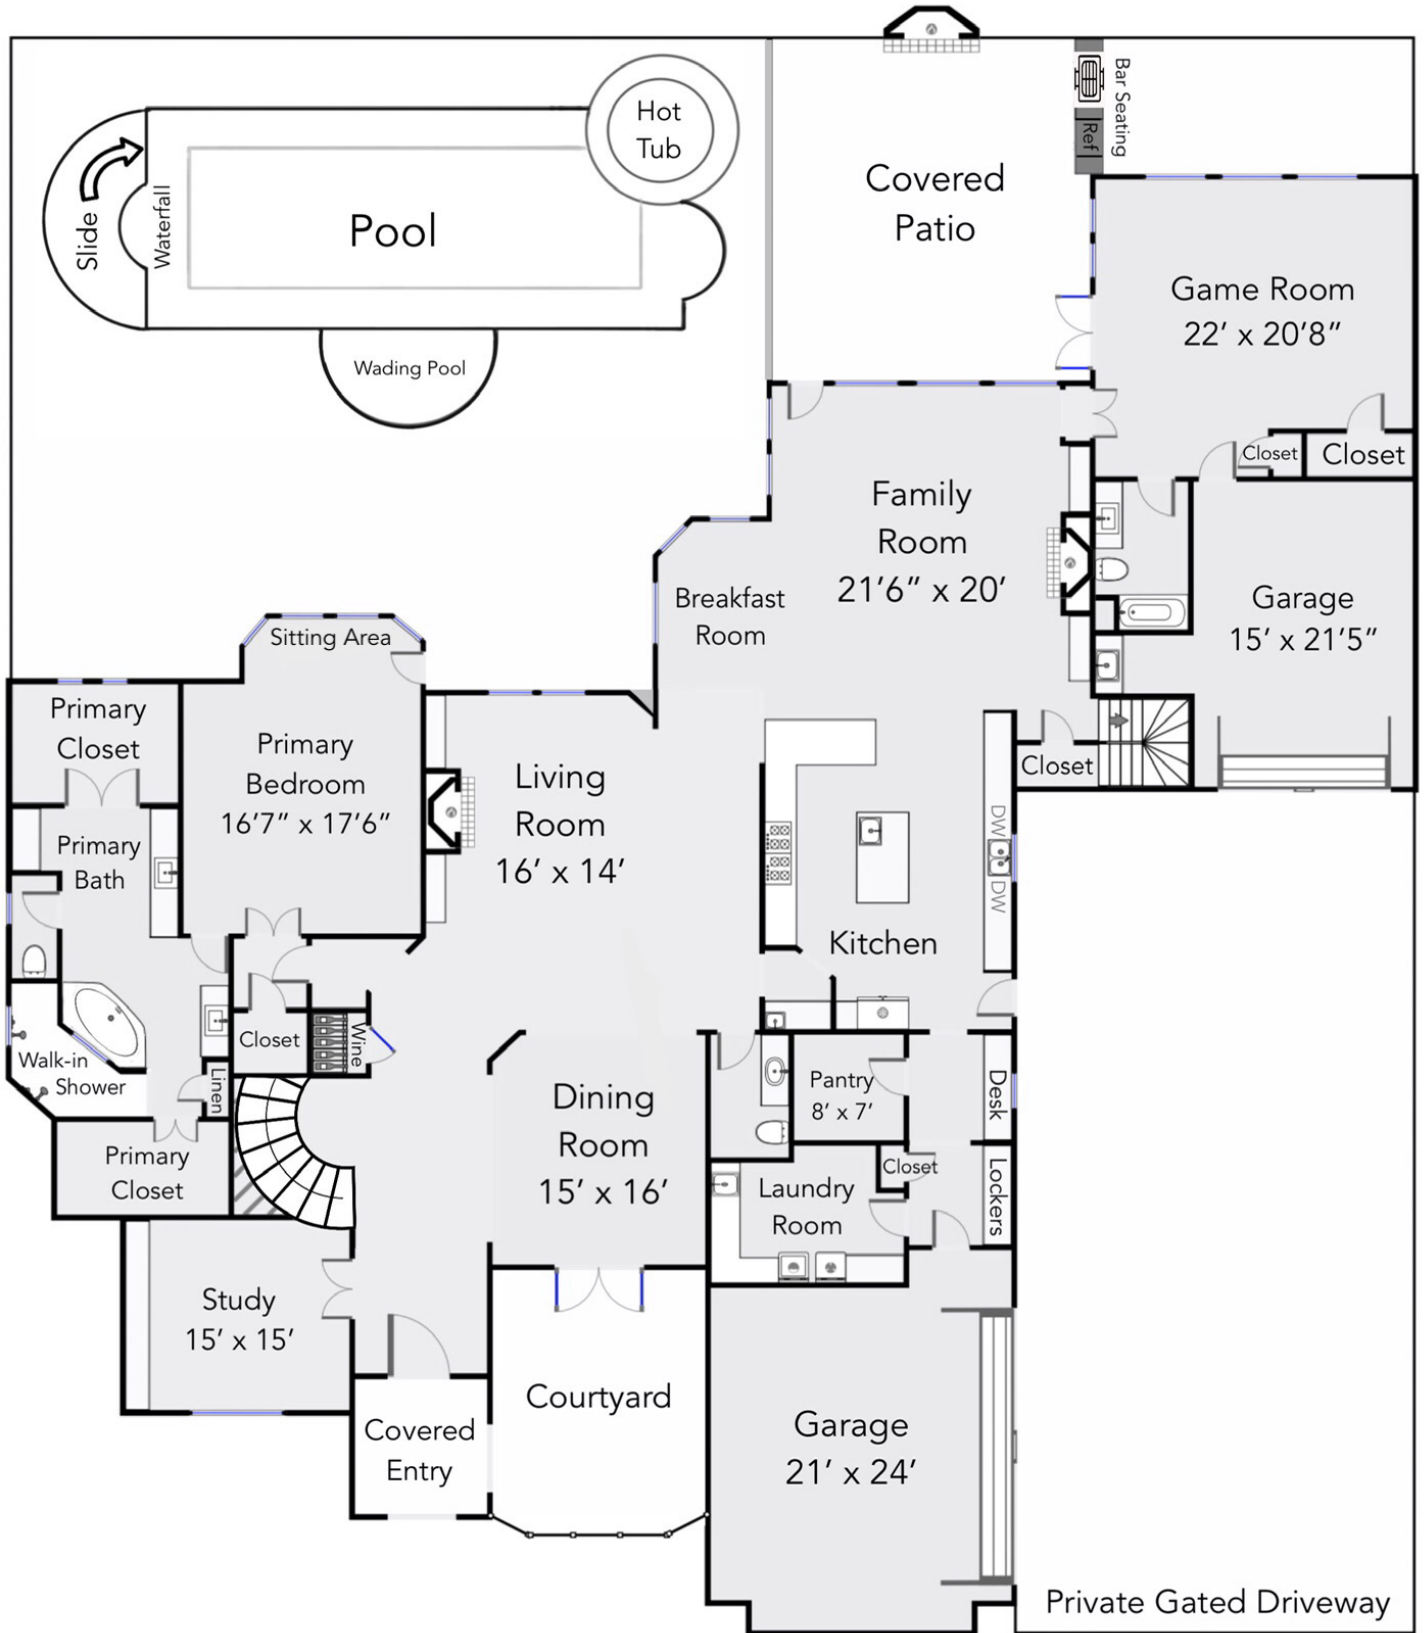 Hot
Tub
Bar Seating
Ref
Covered
Patio
Slide
Waterfall
Pool
Game Room
22’ x 20’8”
Wading Pool
Closet
Closet
Family
Room
21’6” x 20’
Breakfast
Room
Garage
15’ x 21’5”
Sitting Area
Primary
Closet
Primary
Bedroom
16’7” x 17’6”
Living
Room
16’ x 14’
Closet
Primary
Bath
DW
DW
Kitchen
Closet
Wine
Walk-in
Shower
Linen
Dining
Room
15’ x 16’
Pantry
8’ x 7’
Desk
Primary
Closet
Closet
Lockers
Laundry
Room
Study
15’ x 15’
Courtyard
Covered
Entry
Garage
21’ x 24’
Private Gated Driveway